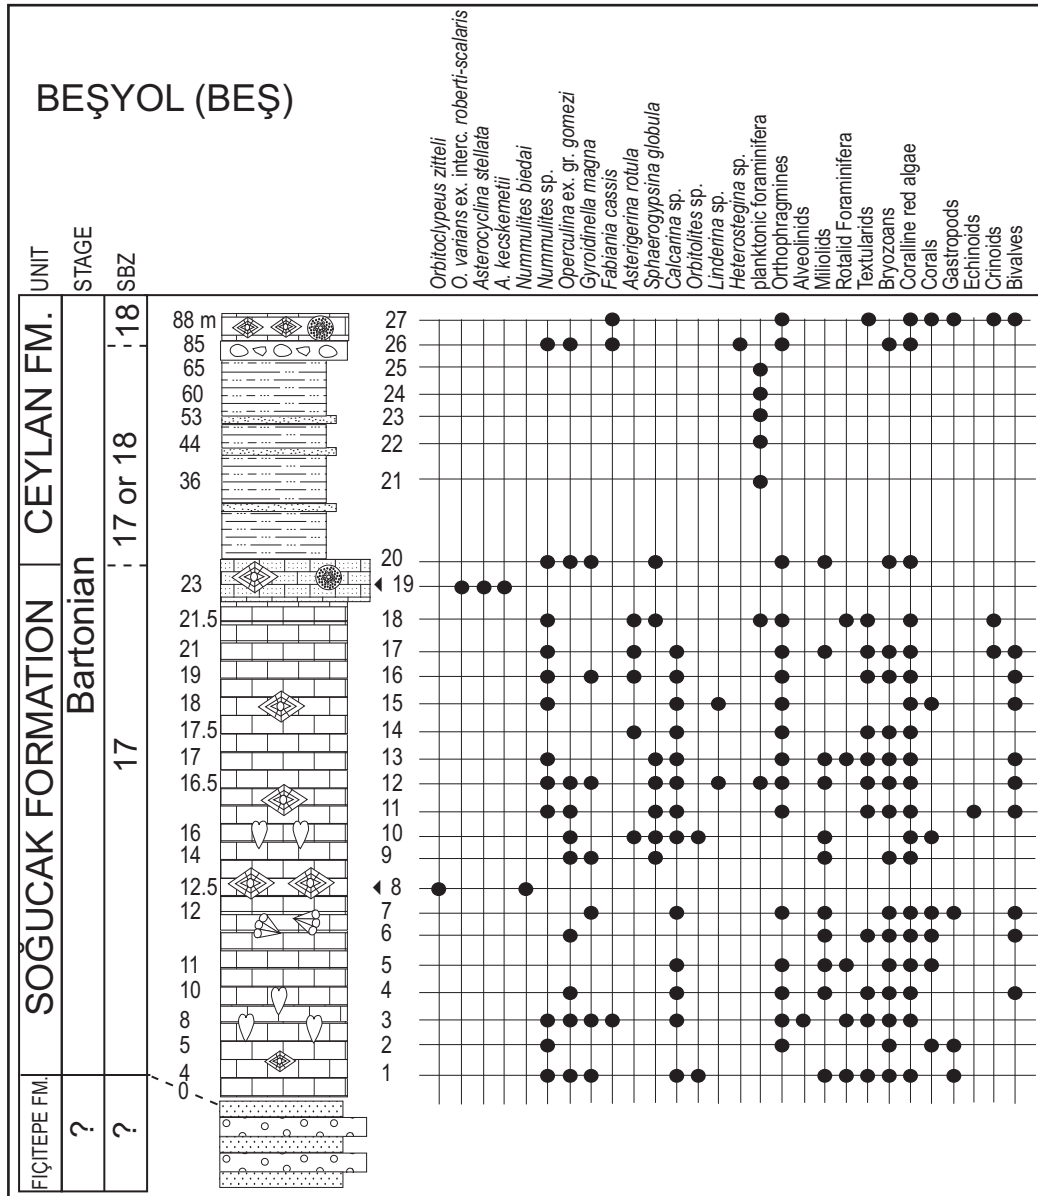 BEŞYOL (BEŞ)
UNIT
STAGE
SBZ
Orbitoclypeus zitteli
O. varians ex. interc. roberti-scalaris
Asterocyclina stellata
A. kecskemetii
Nummulites biedai
Nummulites sp.
Operculina ex. gr. gomezi
Gyroidinella magna
Fabiania cassis
Asterigerina rotula
Sphaerogypsina globula
Calcarina sp.
Orbitolites sp.
Linderina sp.
Heterostegina sp.
planktonic foraminifera
Orthophragmines
Alveolinids
Miliolids
Rotalid Foraminifera
Textularids
Bryozoans
Coralline red algae
Corals
Gastropods
Echinoids
Crinoids
Bivalves
CEYLAN FM.
SOĞUCAK FORMATION
FIÇITEPE FM.
Bartonian
?
18
17 or 18
17
?
88 m 27
85 26
65 25
60 24
53 23
44 22
36 21
20
23 19
21.5 18
21 17
19 16
18 15
17.5 14
17 13
16.5 12
11
16 10
14 9
12.5 8
12 7
6
11 5
10 4
8 3
5 2
4 1
0